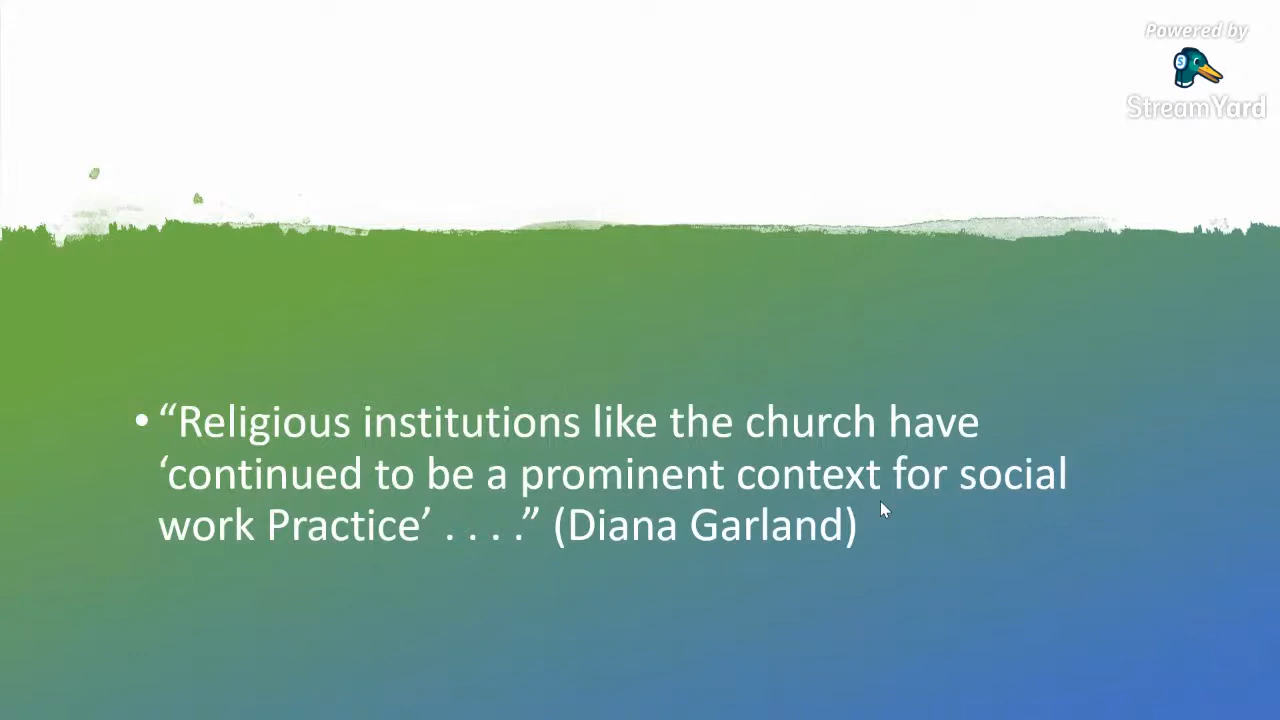 Powered by
StreamYard
• “Religious institutions like the church have
‘continued to be a prominent context for social
work Practice’ . . . .” (Diana Garland)